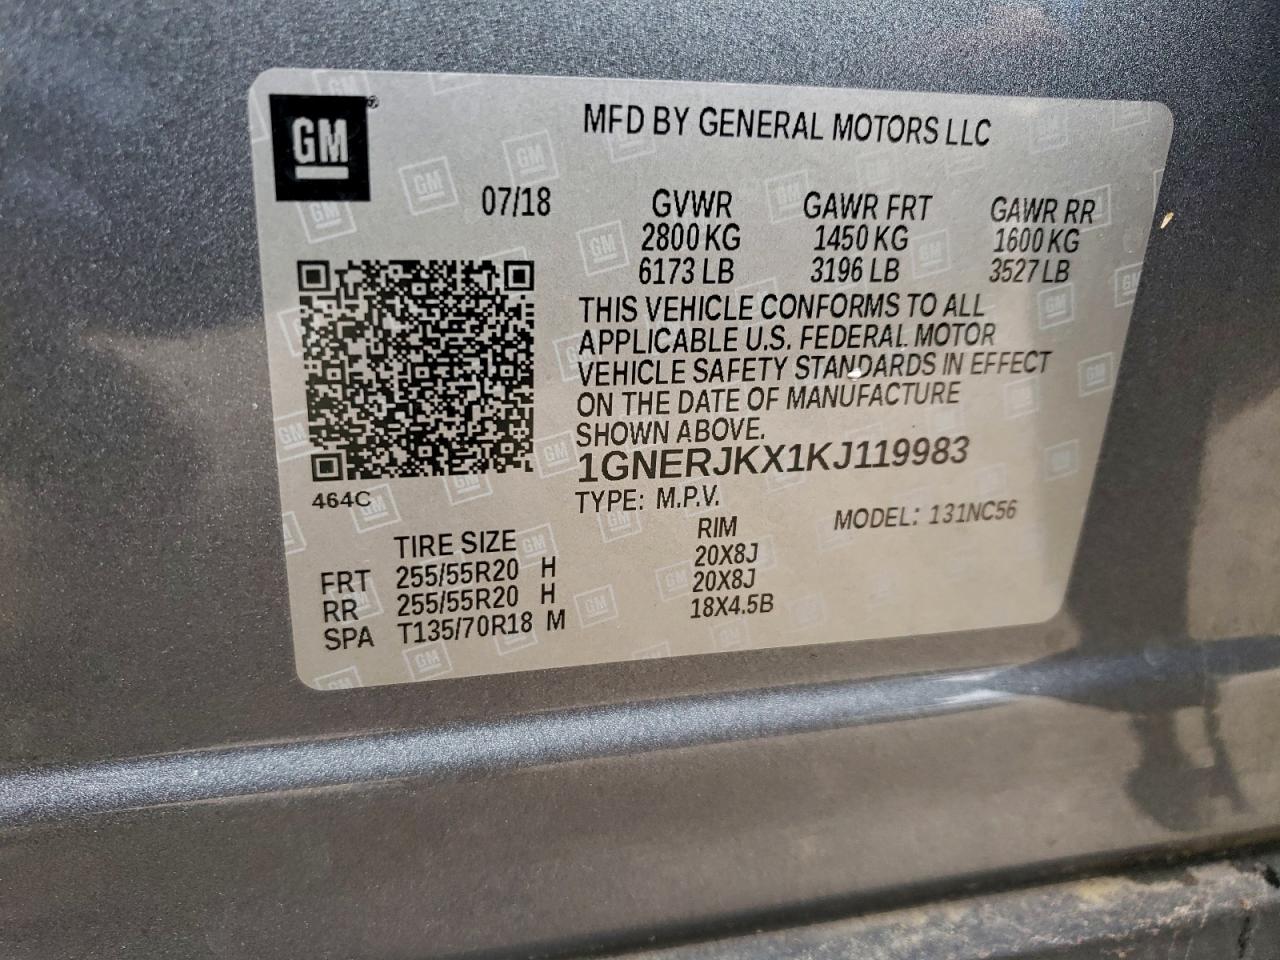 GM
MFD BY GENERAL MOTORS LLC
07/18 GVWR GAWR FRT GAWR RR
2800 KG 1450 KG 1600 KG
6173 LB 3196 LB 3527 LB
THIS VEHICLE CONFORMS TO ALL
APPLICABLE U.S. FEDERAL MOTOR
VEHICLE SAFETY STANDARDS IN EFFECT
ON THE DATE OF MANUFACTURE
SHOWN ABOVE.
1GNERJKX1KJ119983
464C
TYPE: M.P.V. MODEL: 131NC56
TIRE SIZE RIM
FRT 255/55R20 H 20X8J
RR 255/55R20 H 20X8J
SPA T135/70R18 M 18X4.5B